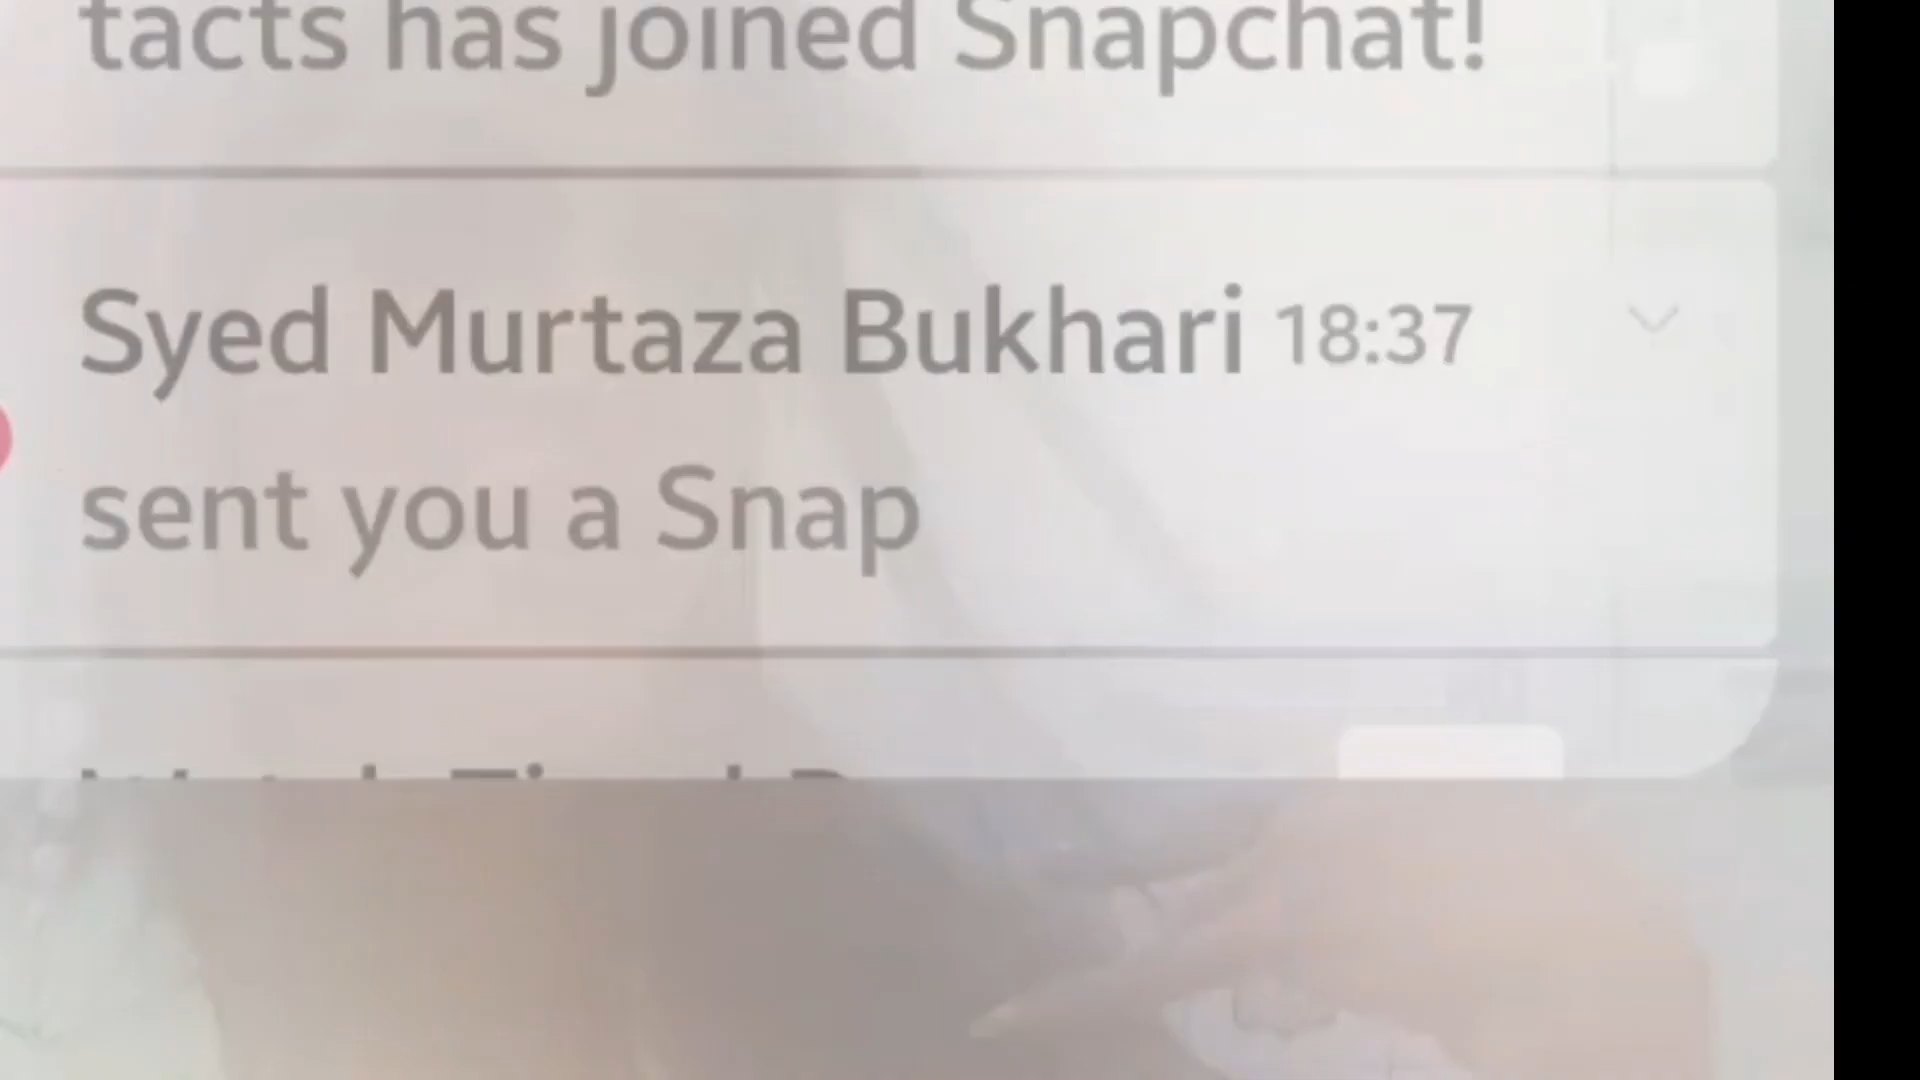 tacts has joined Snapchat!
Syed Murtaza Bukhari 18:37
sent you a Snap